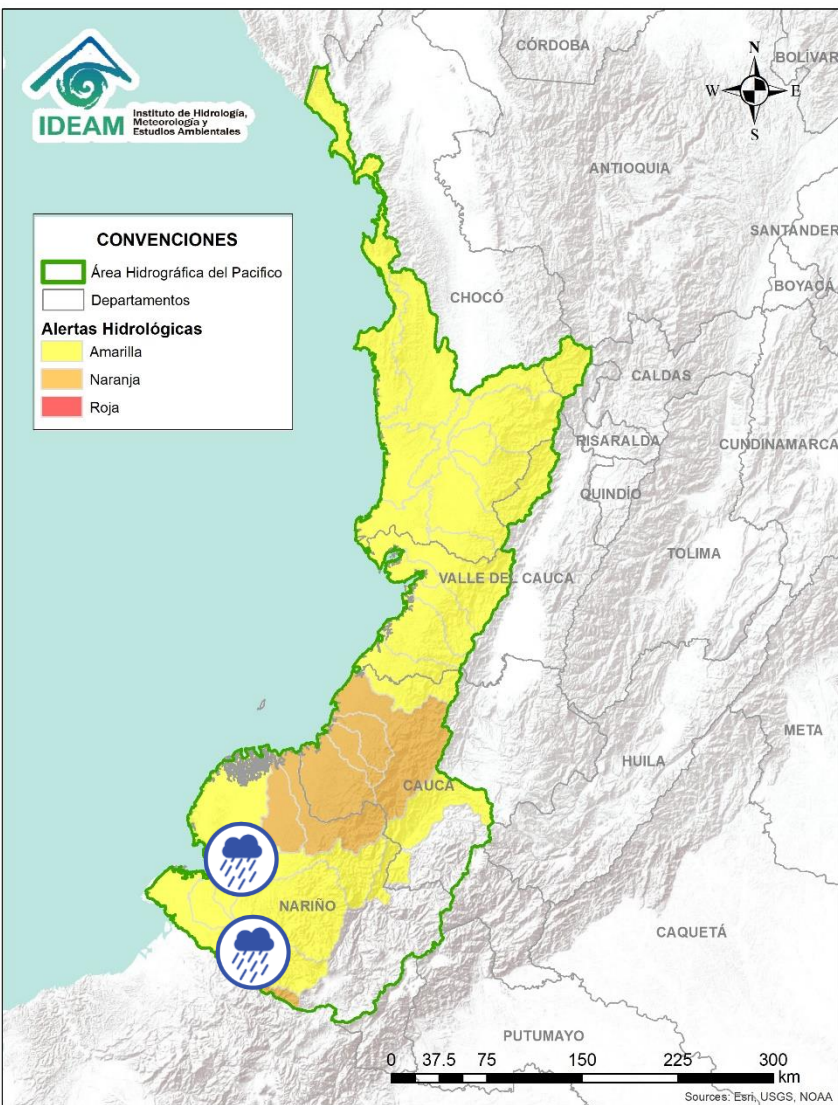 IDEAM
Instituto de Hidrología,
Meteorología y
Estudios Ambientales
CÓRDOBA
BOLÍVAR
N
W
E
S
ANTIOQUIA
SANTANDER
BOYACÁ
CONVENCIONES
Área Hidrográfica del Pacifico
Departamentos
Alertas Hidrológicas
Amarilla
Naranja
Roja
CHOCÓ
CALDAS
RISARALDA
CUNDINAMARCA
QUINDÍO
TOLIMA
VALLE DEL CAUCA
META
HUILA
CAUCA
NARIÑO
CAQUETÁ
PUTUMAYO
0 37.5 75 150 225 300
km
Sources: Esri, USGS, NOAA